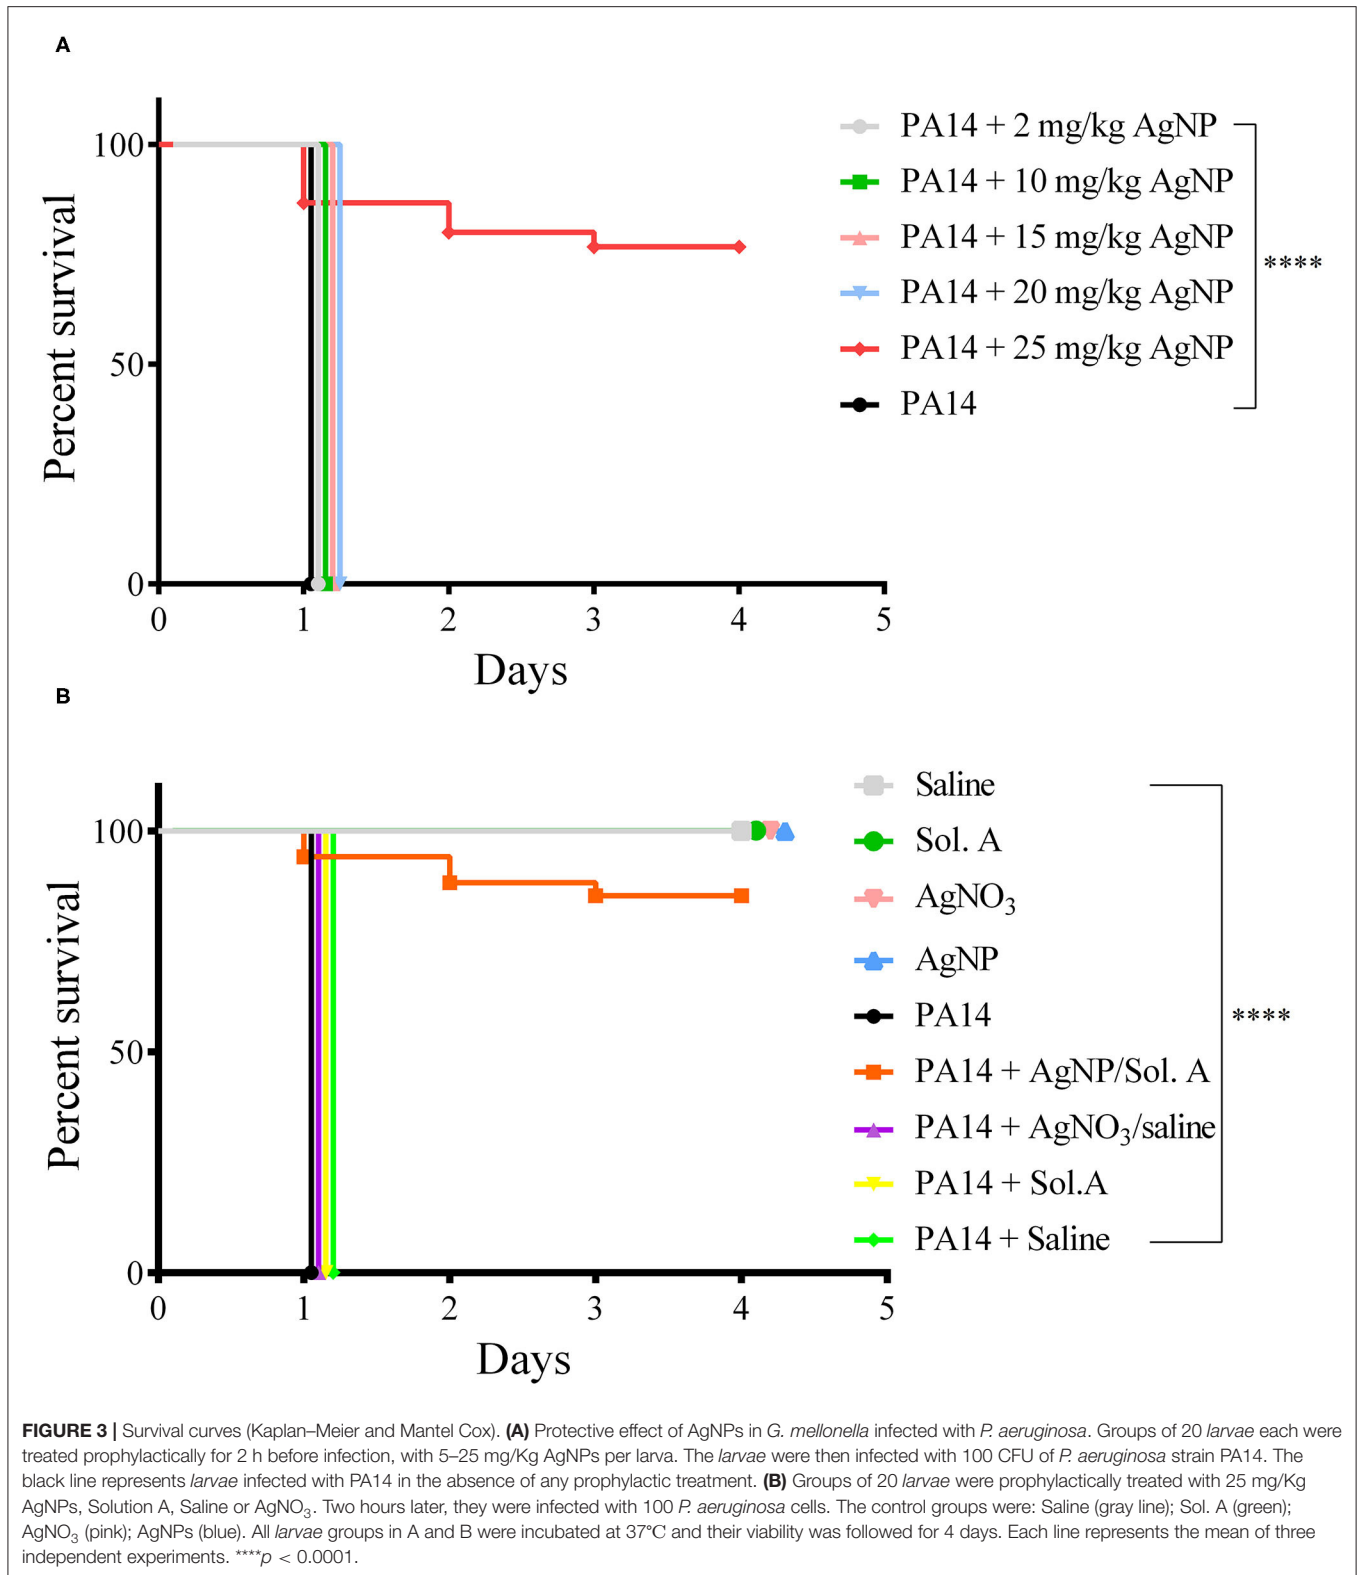 A
100
50
0
0 1 2 3 4 5
Percent survival
Days
PA14 + 2 mg/kg AgNP
PA14 + 10 mg/kg AgNP
PA14 + 15 mg/kg AgNP
PA14 + 20 mg/kg AgNP
PA14 + 25 mg/kg AgNP
PA14
****
B
100
50
0
0 1 2 3 4 5
Percent survival
Days
Saline
Sol. A
AgNO₃
AgNP
PA14
PA14 + AgNP/Sol. A
PA14 + AgNO₃/saline
PA14 + Sol.A
PA14 + Saline
****
FIGURE 3 | Survival curves (Kaplan–Meier and Mantel Cox). (A) Protective effect of AgNPs in G. mellonella infected with P. aeruginosa. Groups of 20 larvae each were
treated prophylactically for 2 h before infection, with 5–25 mg/Kg AgNPs per larva. The larvae were then infected with 100 CFU of P. aeruginosa strain PA14. The
black line represents larvae infected with PA14 in the absence of any prophylactic treatment. (B) Groups of 20 larvae were prophylactically treated with 25 mg/Kg
AgNPs, Solution A, Saline or AgNO₃. Two hours later, they were infected with 100 P. aeruginosa cells. The control groups were: Saline (gray line); Sol. A (green);
AgNO₃ (pink); AgNPs (blue). All larvae groups in A and B were incubated at 37°C and their viability was followed for 4 days. Each line represents the mean of three
independent experiments. ****p < 0.0001.